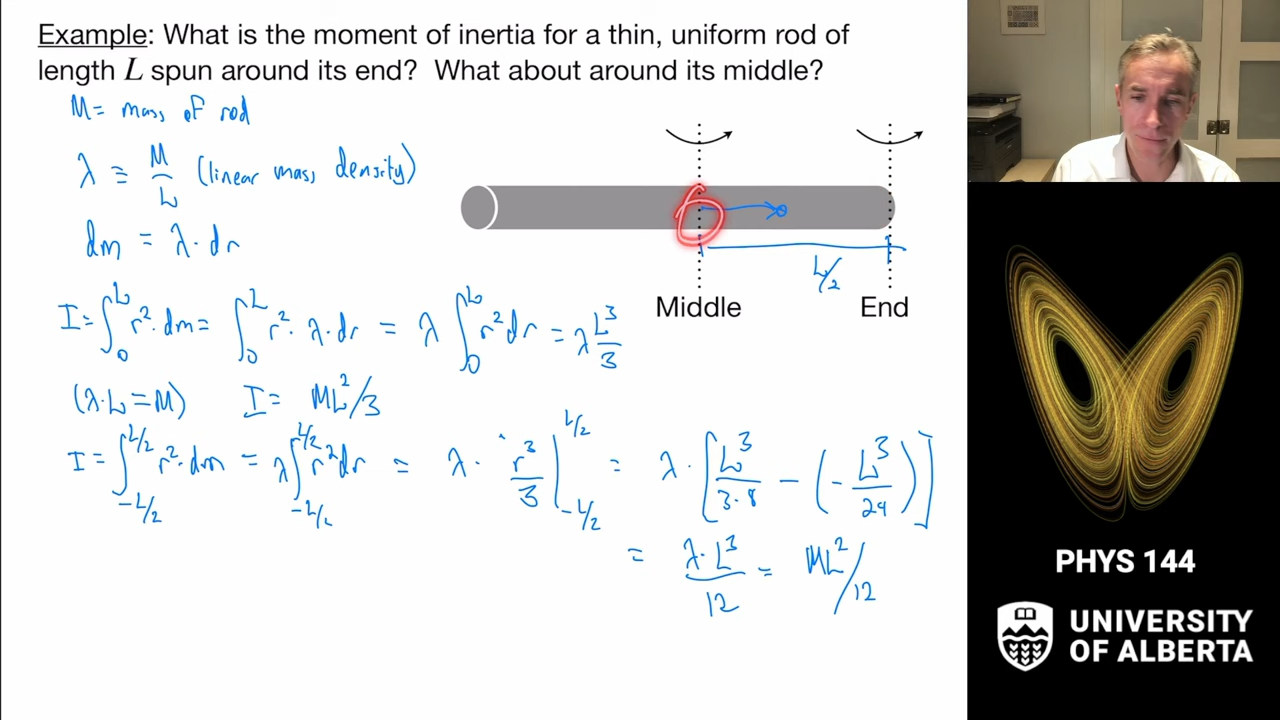 Example: What is the moment of inertia for a thin, uniform rod of
length L spun around its end? What about around its middle?
M = mass of rod
λ ≡ M/L (linear mass density)
dm = λ · dr
L/2
Middle End
I = ∫₀ᴸ r² · dm = ∫₀ᴸ r² · λ · dr = λ ∫₀ᴸ r² dr = λ L³/3
(λ · L = M) I = ML²/3
I = ∫_{-L/2}^{L/2} r² · dm = λ ∫_{-L/2}^{L/2} r² dr = λ · r³/3 |_{-L/2}^{L/2} = λ · [L³/3·8 − (− L³/24)]
= λ · L³/12 = ML²/12
PHYS 144
UNIVERSITY
OF ALBERTA